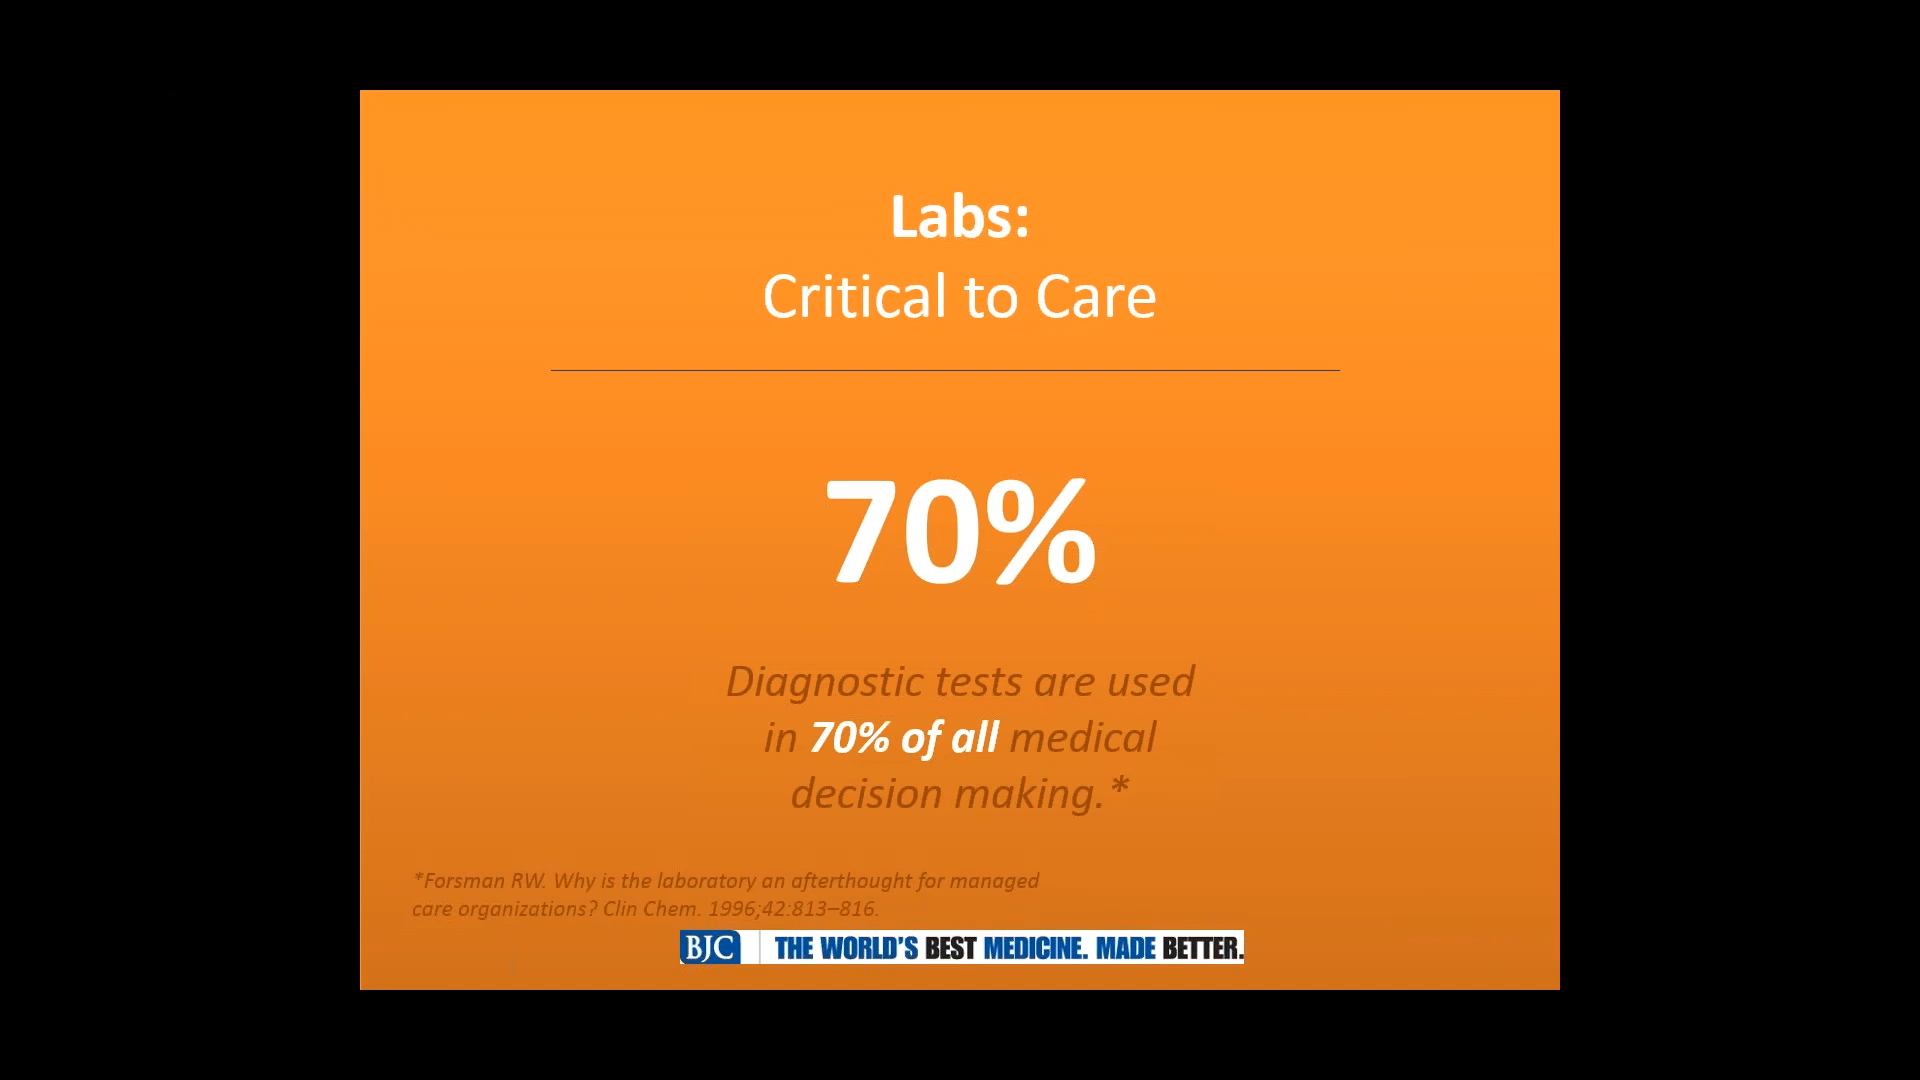 Labs:
Critical to Care
70%
Diagnostic tests are used
in 70% of all medical
decision making.*
*Forsman RW. Why is the laboratory an afterthought for managed
care organizations? Clin Chem. 1996;42:813–816.
BJC THE WORLD'S BEST MEDICINE. MADE BETTER.